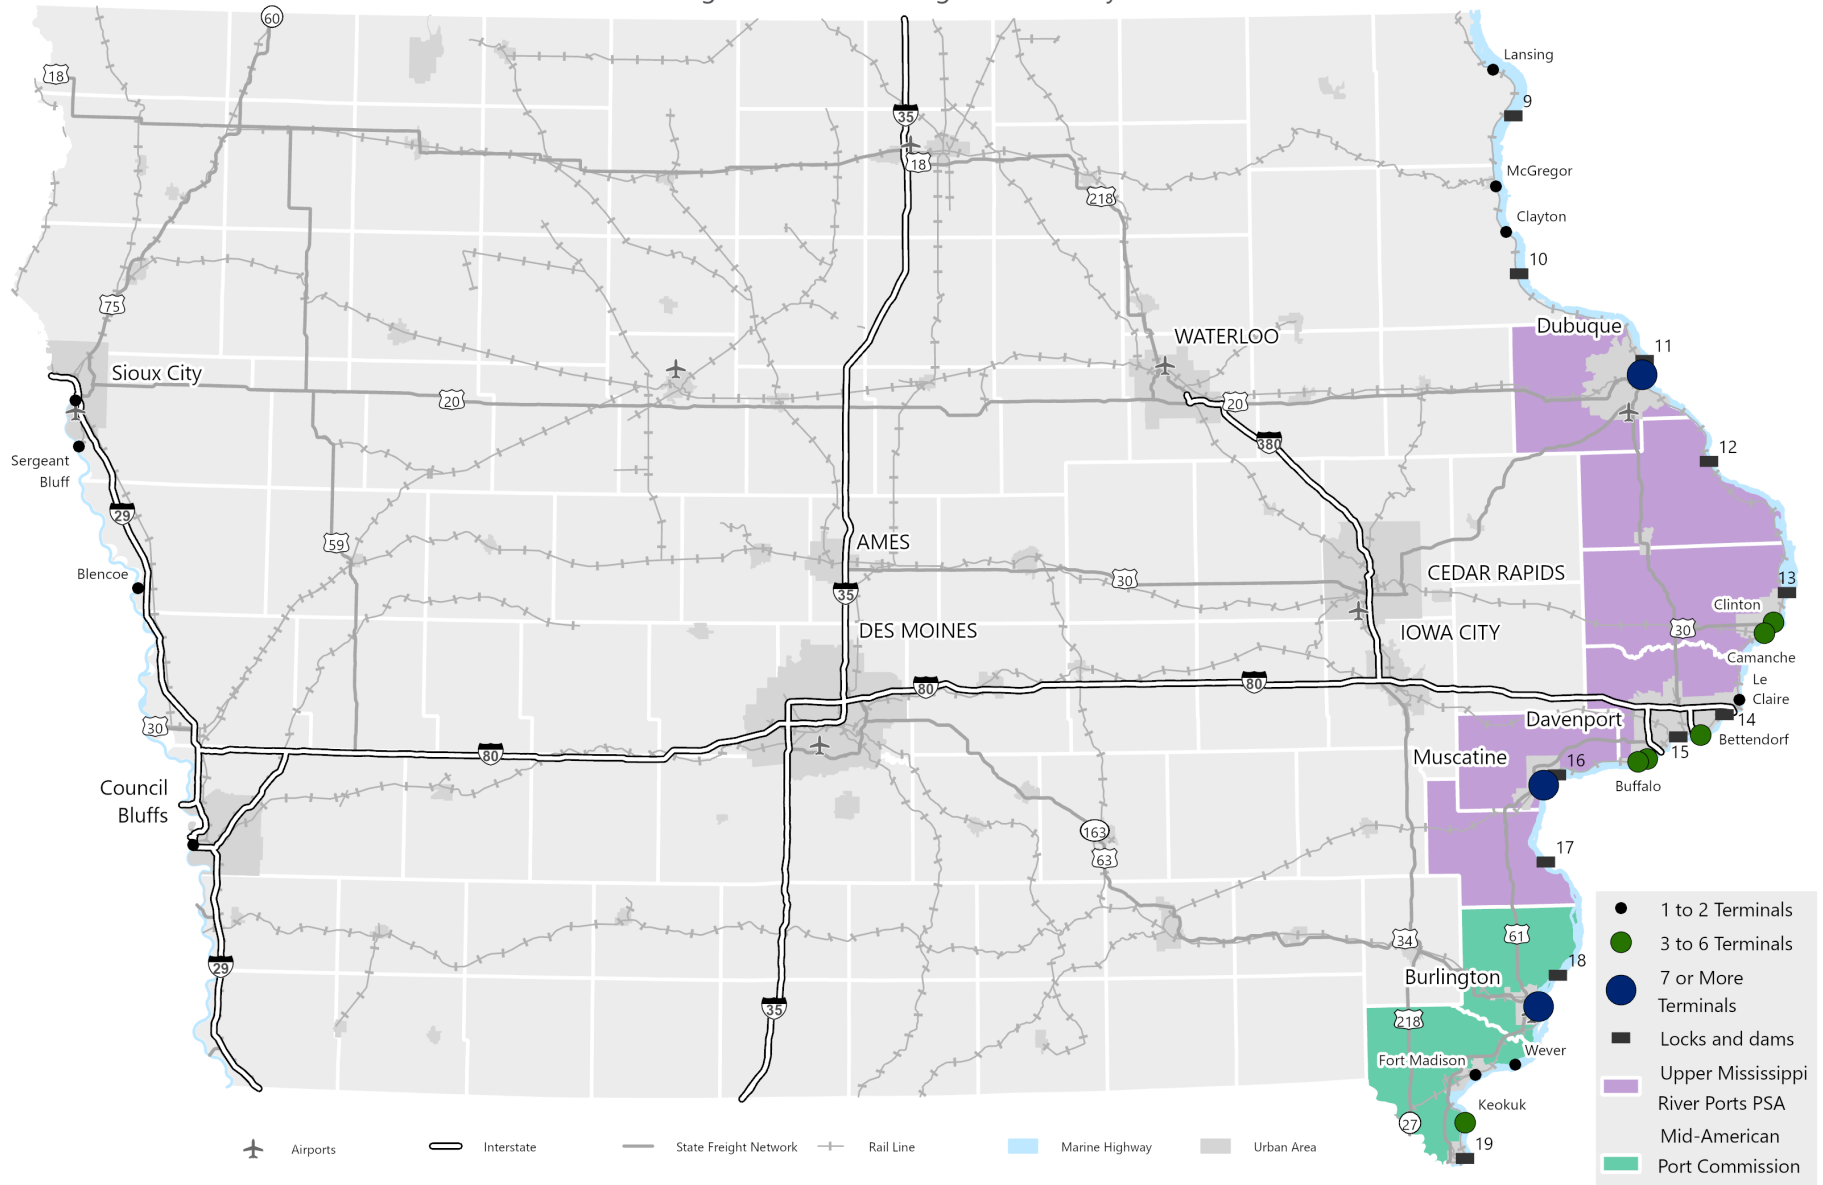 60
18
Lansing
9
35
18
McGregor
218
Clayton
10
75
Dubuque
WATERLOO
11
Sioux City
20
20
380
12
Sergeant
Bluff
29
59
AMES
30
CEDAR RAPIDS
Blencoe
35
13
Clinton
DES MOINES
IOWA CITY
30
Camanche
80
80
Le
Claire
30
Davenport
14
Bettendorf
15
80
Muscatine
16
Council
Bluffs
Buffalo
163
63
17
1 to 2 Terminals
34
61
3 to 6 Terminals
29
18
Burlington
7 or More
Terminals
35
218
Locks and dams
Fort Madison
Wever
Upper Mississippi
River Ports PSA
Keokuk
27
19
Mid-American
Port Commission
Airports
Interstate
State Freight Network
Rail Line
Marine Highway
Urban Area